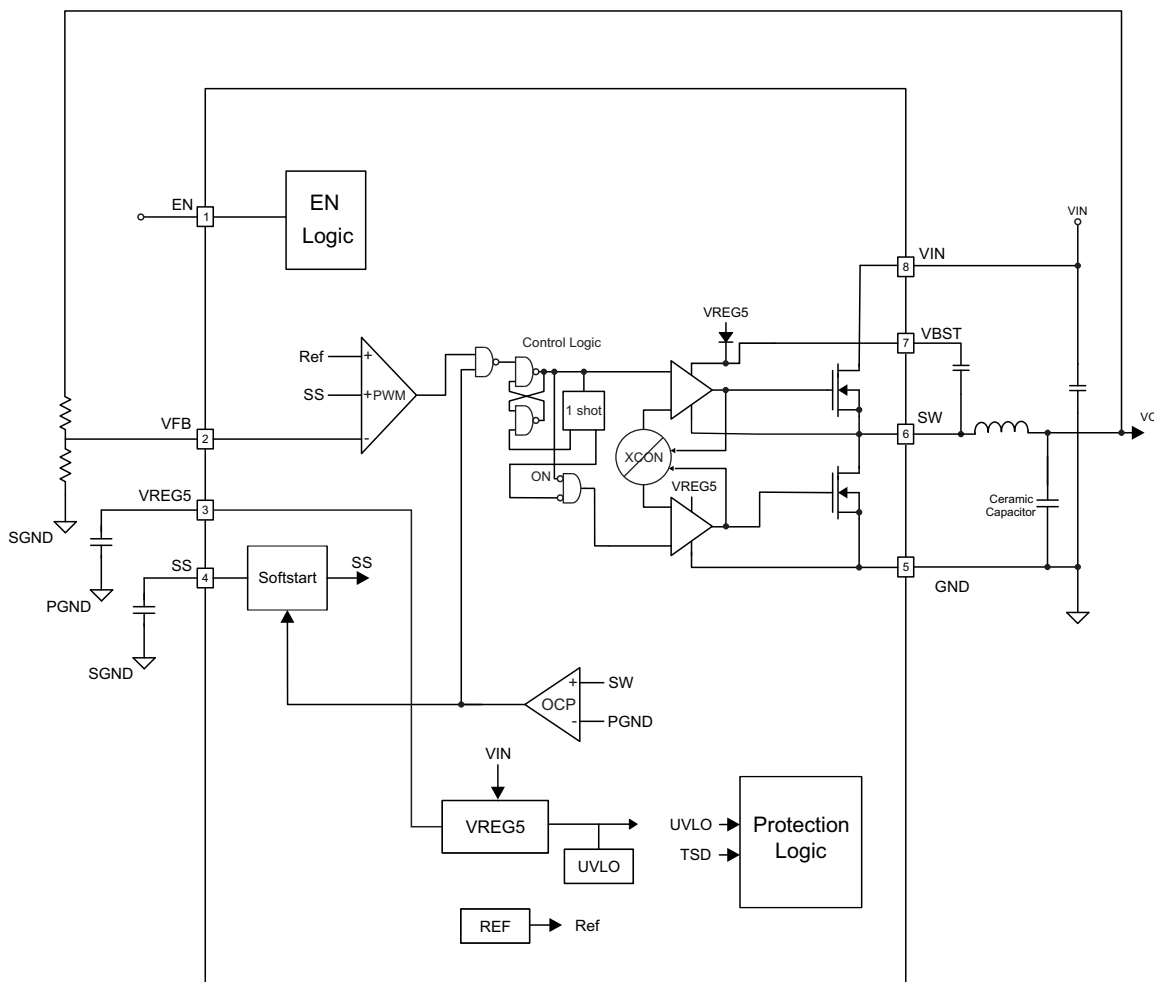 EN
1
EN
Logic
VIN
VIN
8
VREG5
VBST
7
Control Logic
Ref
+
SS
+
PWM
-
1 shot
VFB
2
SW
6
VO
XCON
ON
VREG5
VREG5
3
Ceramic
Capacitor
SGND
SS
4
Softstart
SS
5
GND
PGND
SGND
+
SW
OCP
-
PGND
VIN
VREG5
UVLO
UVLO
TSD
Protection
Logic
REF
Ref